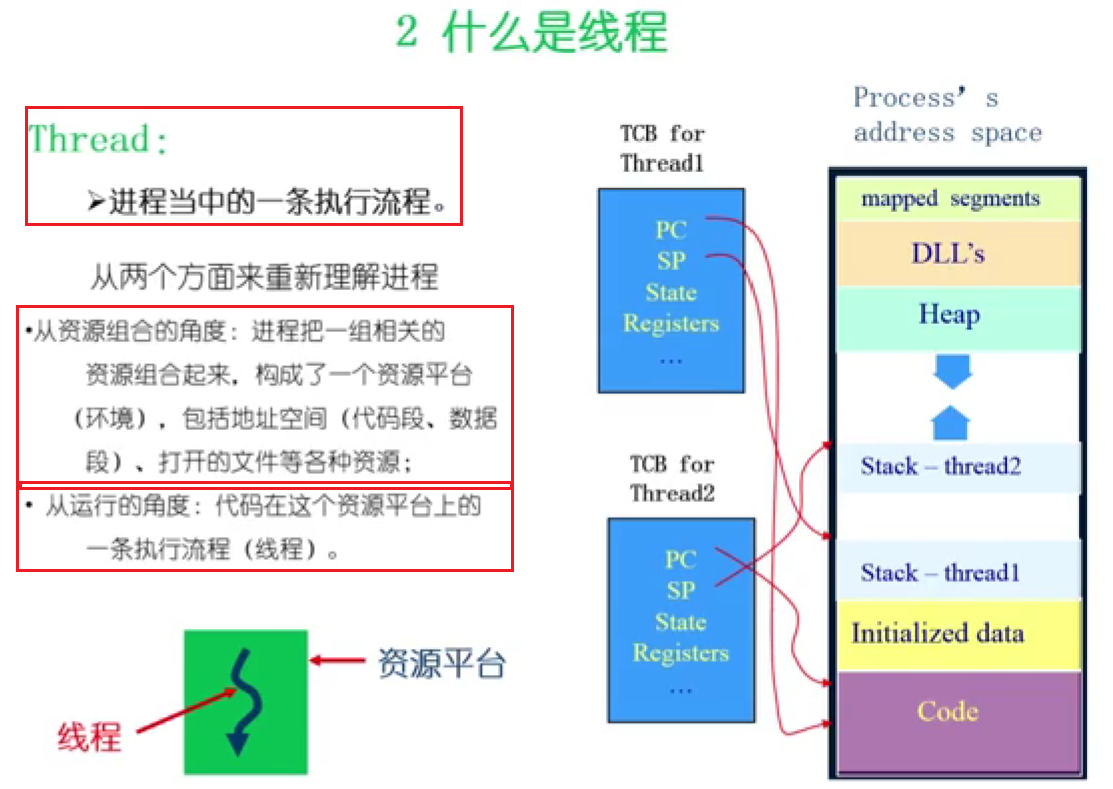 2 什么是线程
Thread:
➢进程当中的一条执行流程。
从两个方面来重新理解进程
•从资源组合的角度：进程把一组相关的
资源组合起来，构成了一个资源平台
（环境），包括地址空间（代码段、数据
段）、打开的文件等各种资源；
• 从运行的角度：代码在这个资源平台上的
一条执行流程（线程）。
资源平台
线程
TCB for
Thread1
PC
SP
State
Registers
...
TCB for
Thread2
PC
SP
State
Registers
...
Process’s
address space
mapped segments
DLL’s
Heap
Stack – thread2
Stack – thread1
Initialized data
Code